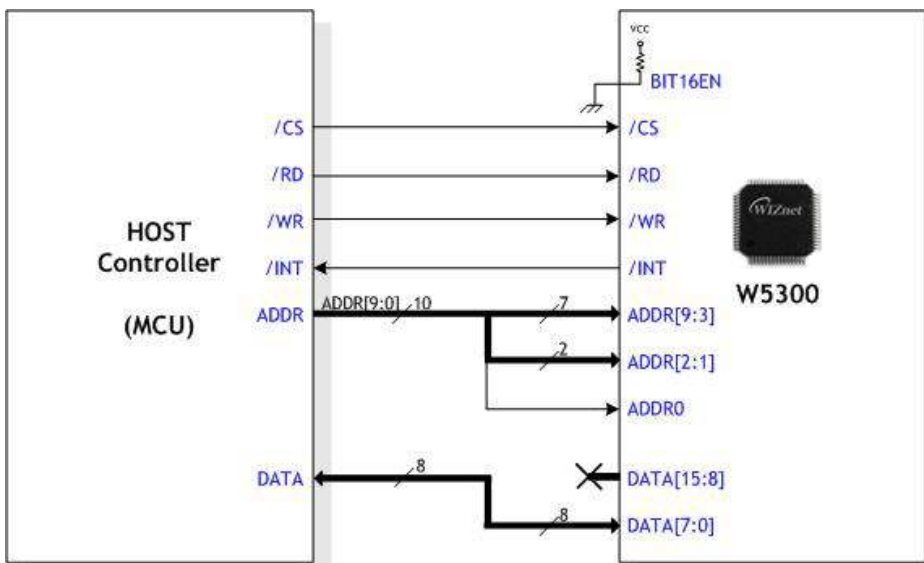 vcc
BIT16EN
/CS
/CS
/RD
/RD
/WR
/WR
HOST
Controller
(MCU)
/INT
/INT
WIZnet
W5300
ADDR
ADDR[9:0]
10
7
ADDR[9:3]
2
ADDR[2:1]
ADDR0
DATA
8
DATA[15:8]
8
DATA[7:0]